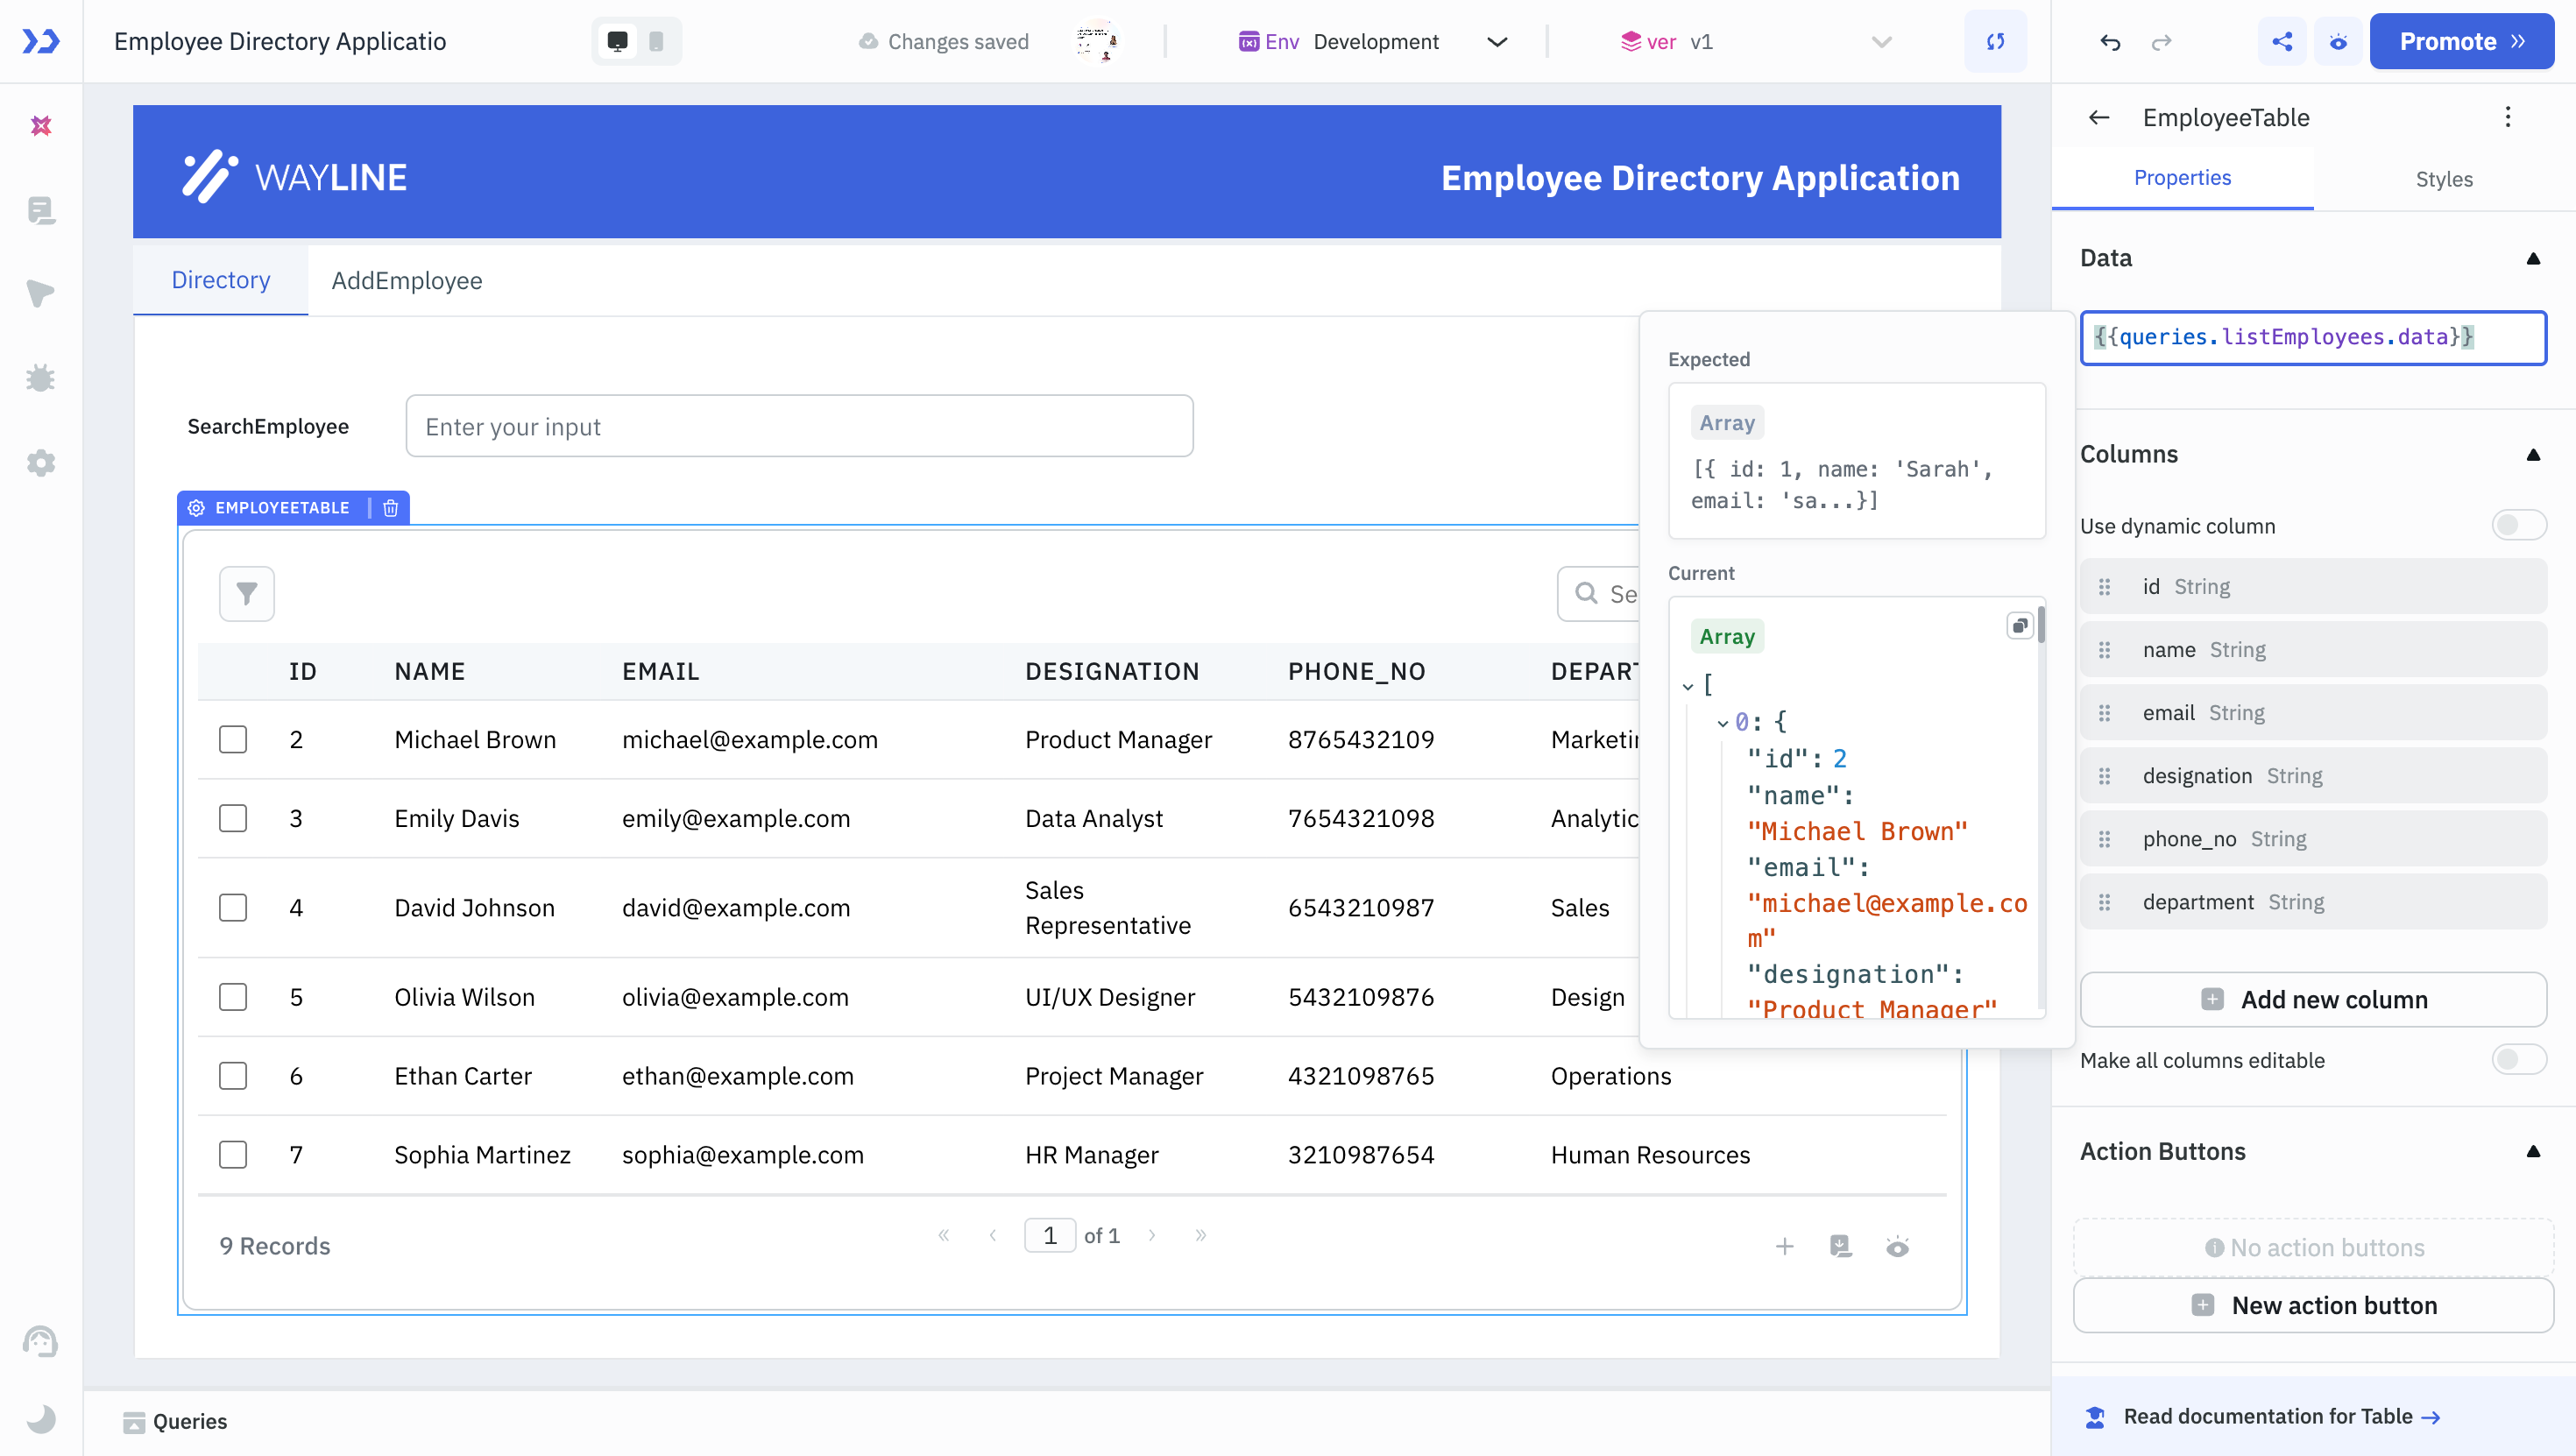 Employee Directory Applicatio
Changes saved
Env Development
ver v1
Promote
WAYLINE
Employee Directory Application
Directory
AddEmployee
SearchEmployee
Enter your input
EMPLOYEETABLE
Se
ID NAME EMAIL DESIGNATION PHONE_NO DEPART
2 Michael Brown michael@example.com Product Manager 8765432109 Marketin
3 Emily Davis emily@example.com Data Analyst 7654321098 Analytic
4 David Johnson david@example.com Sales Representative 6543210987 Sales
5 Olivia Wilson olivia@example.com UI/UX Designer 5432109876 Design
6 Ethan Carter ethan@example.com Project Manager 4321098765 Operations
7 Sophia Martinez sophia@example.com HR Manager 3210987654 Human Resources
9 Records
« ‹ 1 of 1 › »
Expected
Array
[{ id: 1, name: 'Sarah',
email: 'sa...}]
Current
Array
[
0: {
"id": 2
"name":
"Michael Brown"
"email":
"michael@example.co
m"
"designation":
"Product Manager"
EmployeeTable
Properties
Styles
Data
{{queries.listEmployees.data}}
Columns
Use dynamic column
id String
name String
email String
designation String
phone_no String
department String
Add new column
Make all columns editable
Action Buttons
No action buttons
New action button
Read documentation for Table →
Queries